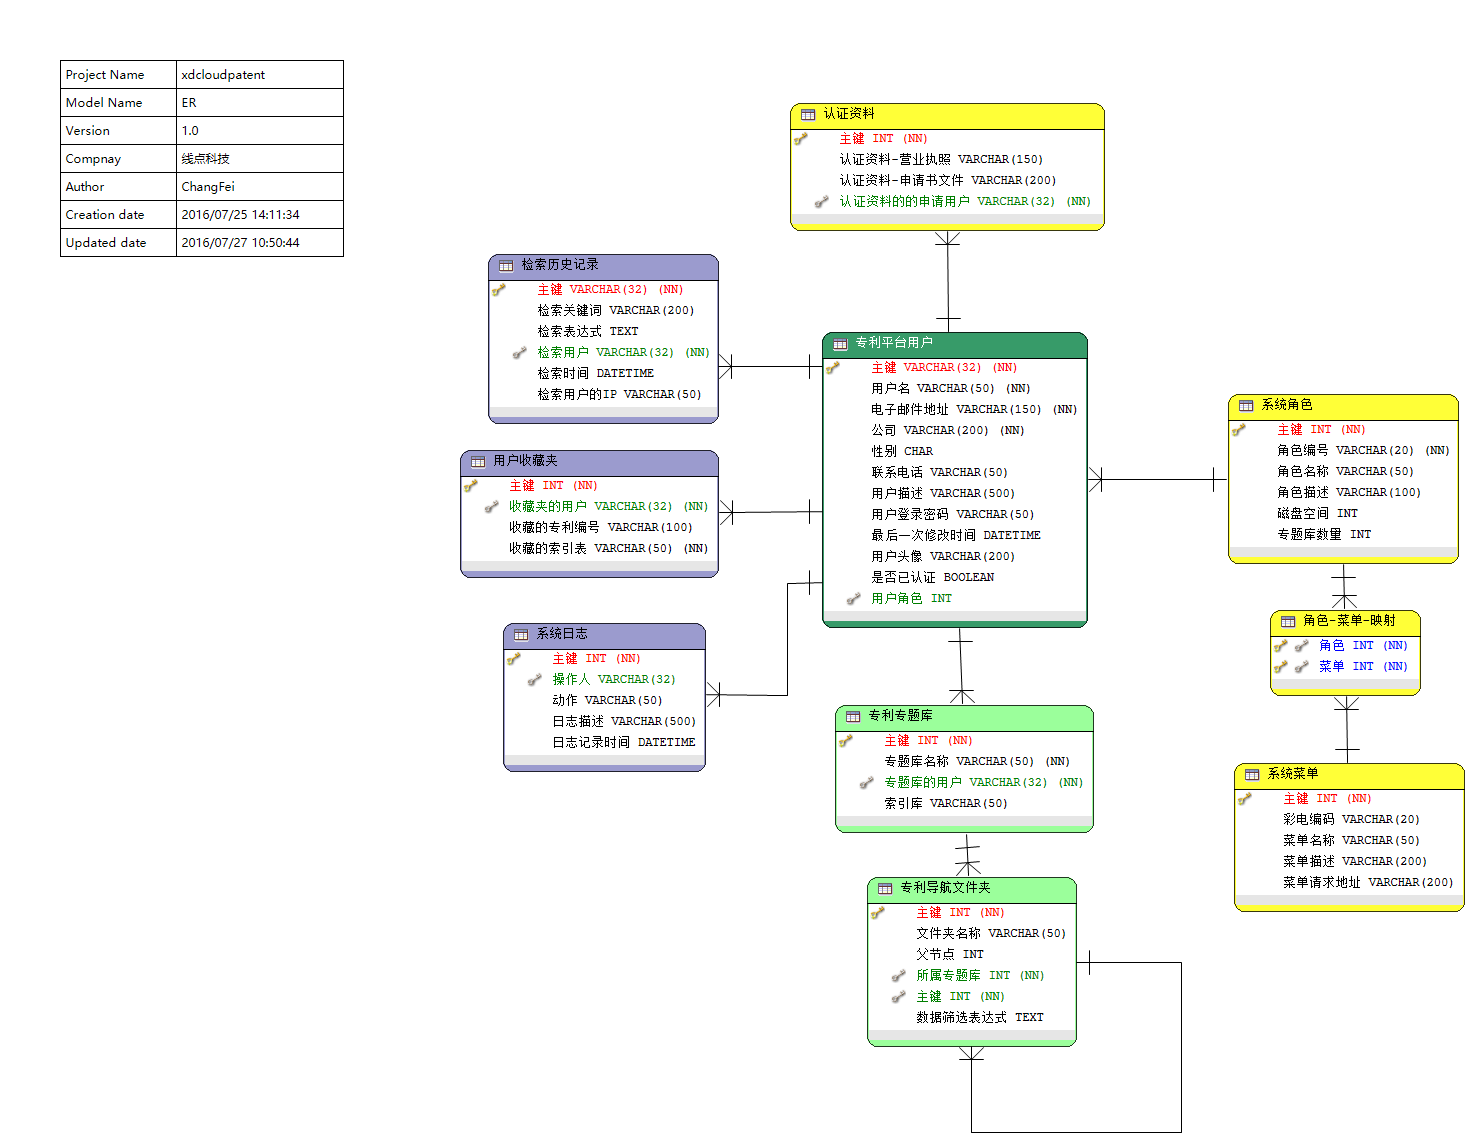 Project Name xdcloudpatent
Model Name ER
Version 1.0
Compnay 线点科技
Author ChangFei
Creation date 2016/07/25 14:11:34
Updated date 2016/07/27 10:50:44
认证资料
主键 INT (NN)
认证资料-营业执照 VARCHAR(150)
认证资料-申请书文件 VARCHAR(200)
认证资料的的申请用户 VARCHAR(32) (NN)
检索历史记录
主键 VARCHAR(32) (NN)
检索关键词 VARCHAR(200)
检索表达式 TEXT
检索用户 VARCHAR(32) (NN)
检索时间 DATETIME
检索用户的IP VARCHAR(50)
专利平台用户
主键 VARCHAR(32) (NN)
用户名 VARCHAR(50) (NN)
电子邮件地址 VARCHAR(150) (NN)
公司 VARCHAR(200) (NN)
性别 CHAR
联系电话 VARCHAR(50)
用户描述 VARCHAR(500)
用户登录密码 VARCHAR(50)
最后一次修改时间 DATETIME
用户头像 VARCHAR(200)
是否已认证 BOOLEAN
用户角色 INT
系统角色
主键 INT (NN)
角色编号 VARCHAR(20) (NN)
角色名称 VARCHAR(50)
角色描述 VARCHAR(100)
磁盘空间 INT
专题库数量 INT
用户收藏夹
主键 INT (NN)
收藏夹的用户 VARCHAR(32) (NN)
收藏的专利编号 VARCHAR(100)
收藏的索引表 VARCHAR(50) (NN)
系统日志
主键 INT (NN)
操作人 VARCHAR(32)
动作 VARCHAR(50)
日志描述 VARCHAR(500)
日志记录时间 DATETIME
角色-菜单-映射
角色 INT (NN)
菜单 INT (NN)
专利专题库
主键 INT (NN)
专题库名称 VARCHAR(50) (NN)
专题库的用户 VARCHAR(32) (NN)
索引库 VARCHAR(50)
系统菜单
主键 INT (NN)
彩电编码 VARCHAR(20)
菜单名称 VARCHAR(50)
菜单描述 VARCHAR(200)
菜单请求地址 VARCHAR(200)
专利导航文件夹
主键 INT (NN)
文件夹名称 VARCHAR(50)
父节点 INT
所属专题库 INT (NN)
主键 INT (NN)
数据筛选表达式 TEXT